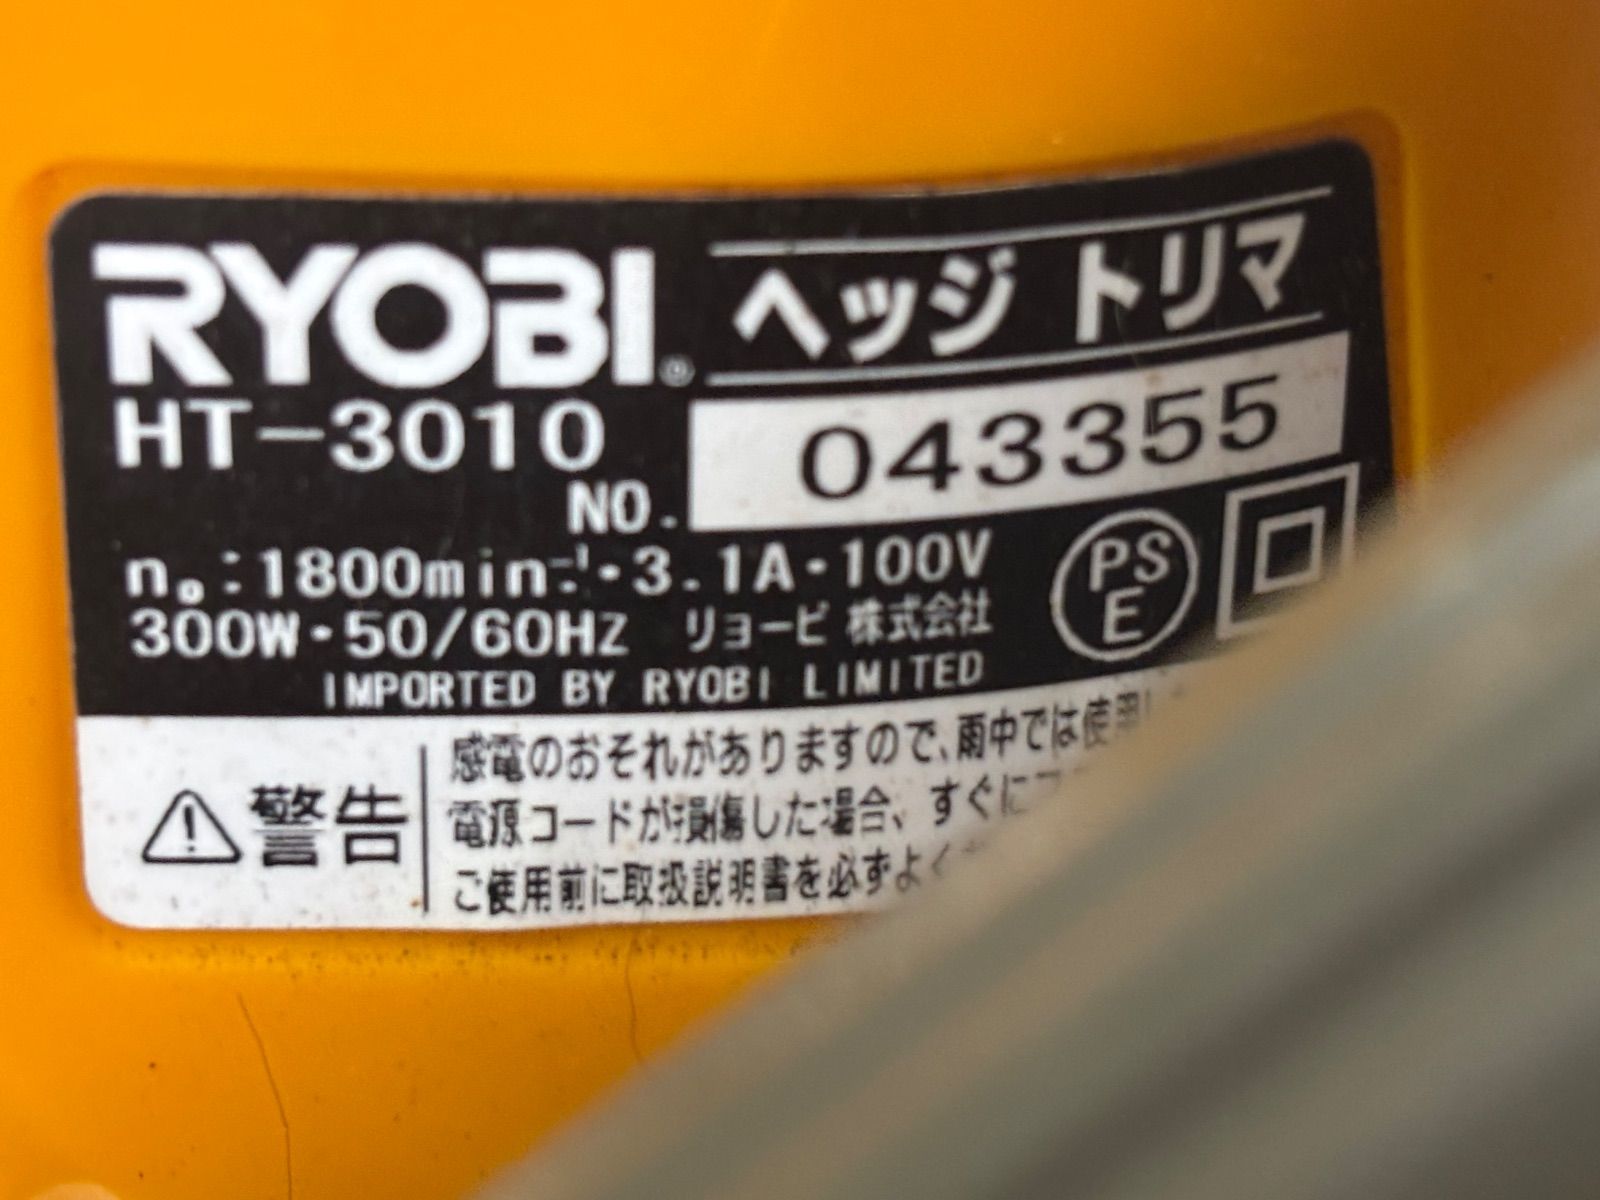 RYOBI® ヘッジ トリマ
HT-3010
NO. 043355
n₀:1800min⁻¹・3.1A・100V
300W・50/60HZ リョービ 株式会社
PS
E
IMPORTED BY RYOBI LIMITED
警告
感電のおそれがありますので、雨中では使用
電源コードが損傷した場合、すぐに
ご使用前に取扱説明書を必ずよく